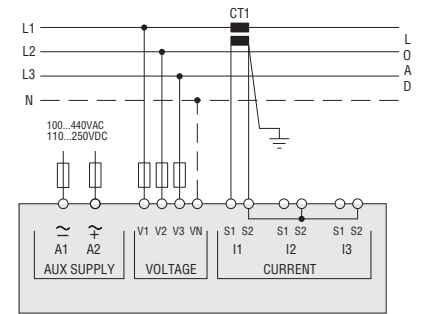 CT1
L1
L2
L3
N
L
O
A
D
100...440VAC
110...250VDC
V1 V2 V3 VN
S1 S2 S1 S2 S1 S2
A1 A2
I1 I2 I3
AUX SUPPLY VOLTAGE CURRENT